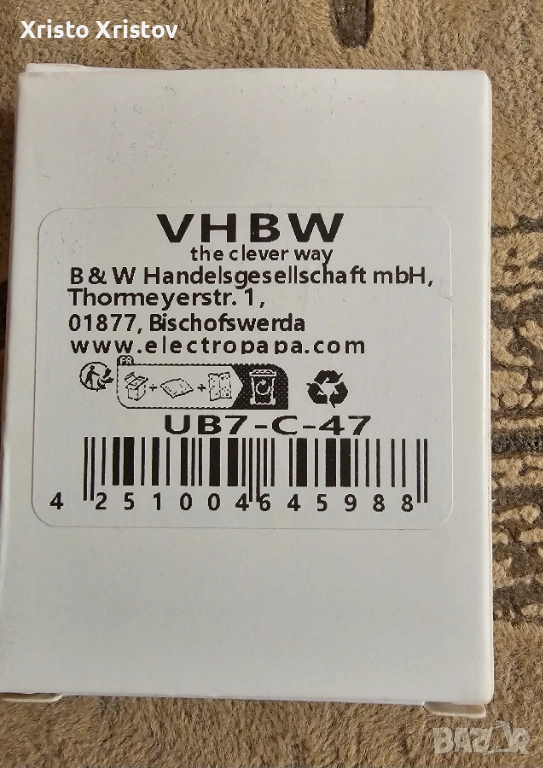 Xristo Xristov
VHBW
the clever way
B & W Handelsgesellschaft mbH,
Thormeyerstr. 1,
01877, Bischofswerda
www.electropapa.com
FR
UB7-C-47
4 251004 645988
BAZAR